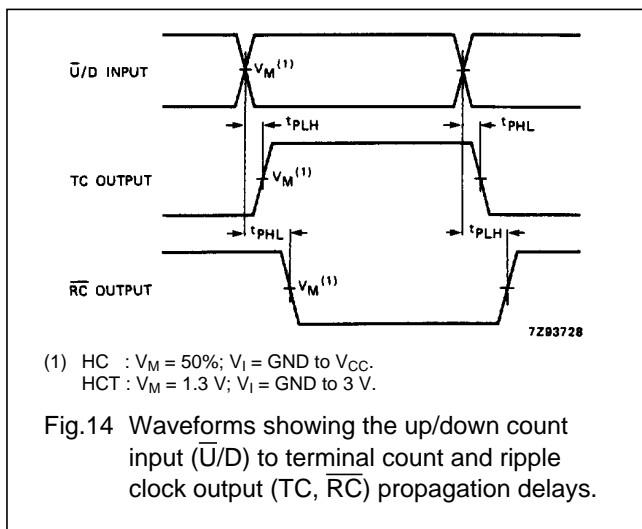 U̅/D INPUT
V_M (1)
t_PLH
t_PHL
TC OUTPUT
V_M (1)
t_PHL
t_PLH
R̅C̅ OUTPUT
V_M (1)
7Z93728
(1) HC : V_M = 50%; V_I = GND to V_CC.
HCT : V_M = 1.3 V; V_I = GND to 3 V.
Fig.14 Waveforms showing the up/down count
input (U̅/D) to terminal count and ripple
clock output (TC, R̅C̅) propagation delays.